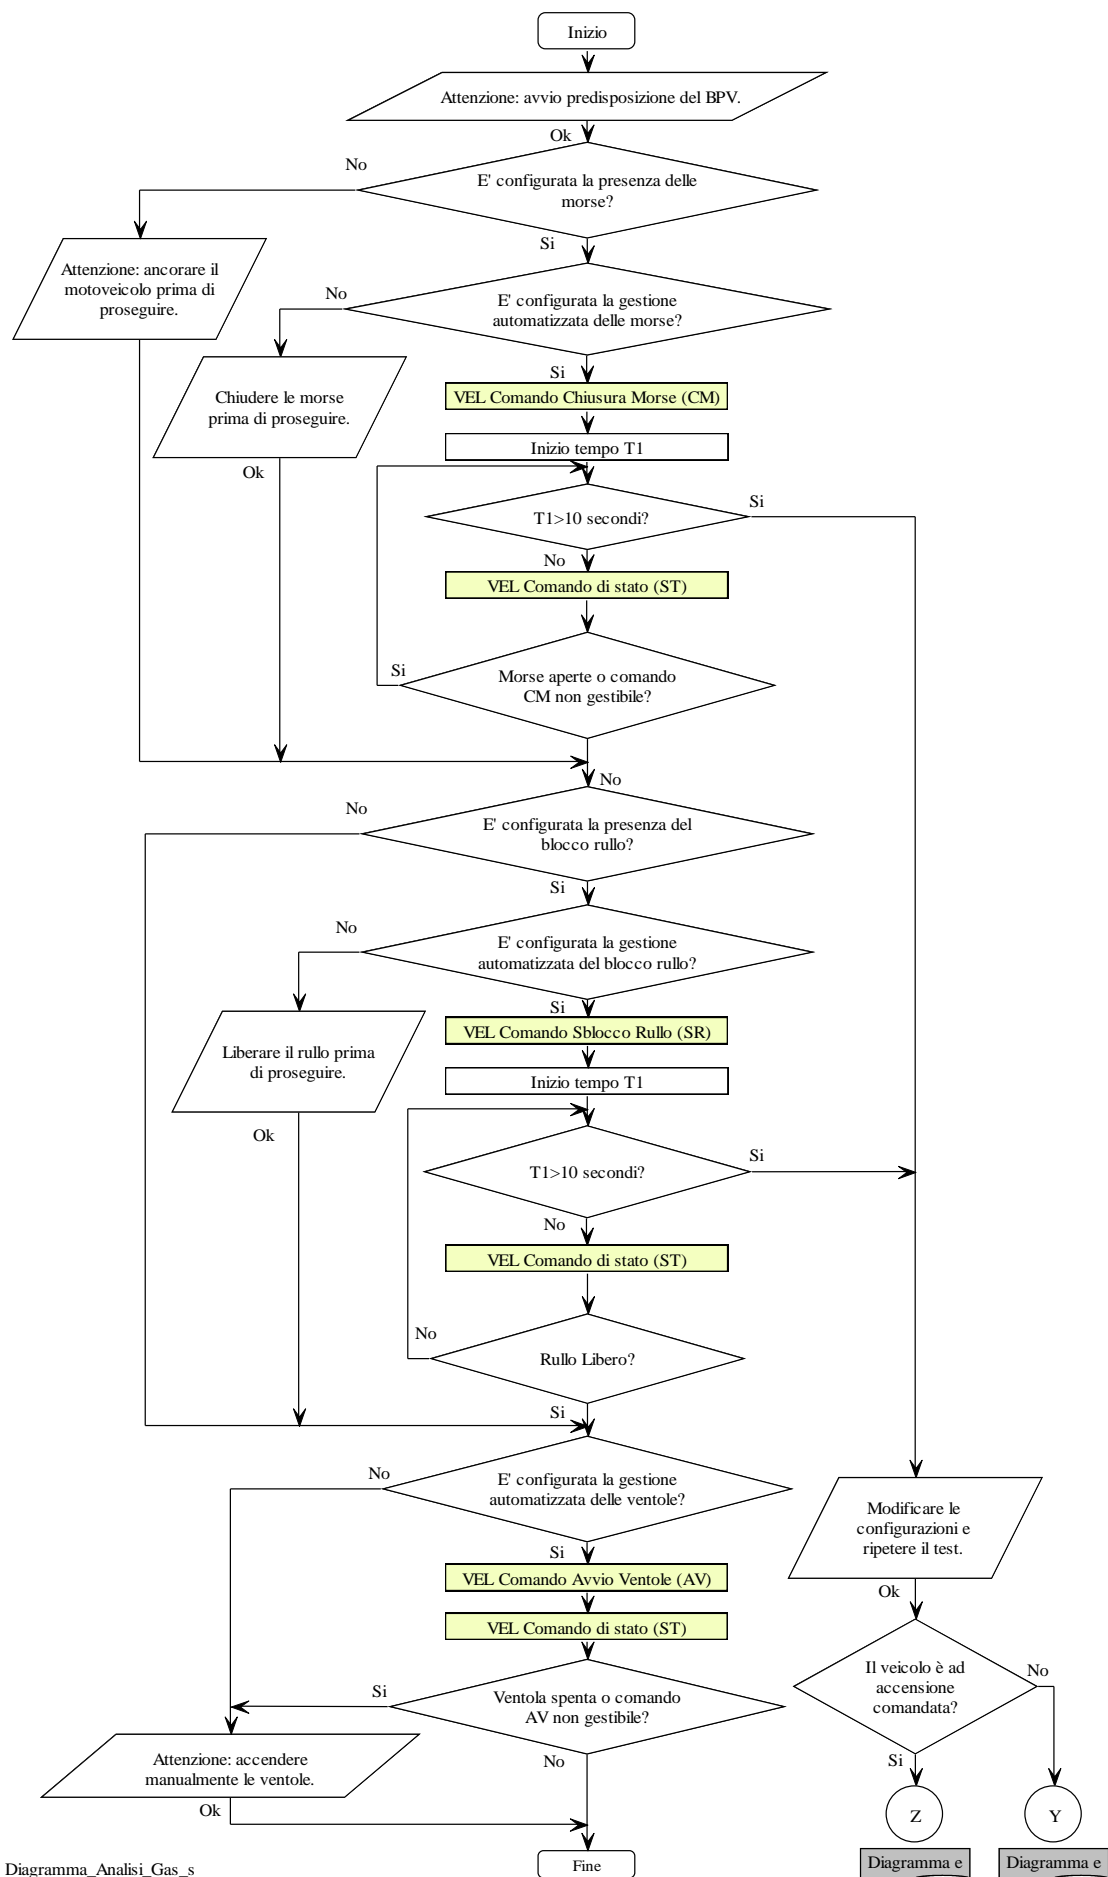 Inizio
Attenzione: avvio predisposizione del BPV.
Ok
No
E' configurata la presenza delle
morse?
Si
Attenzione: ancorare il
motoveicolo prima di
proseguire.
No
E' configurata la gestione
automatizzata delle morse?
Si
Chiudere le morse
prima di proseguire.
Ok
VEL Comando Chiusura Morse (CM)
Inizio tempo T1
T1>10 secondi?
Si
No
VEL Comando di stato (ST)
Si
Morse aperte o comando
CM non gestibile?
No
No
E' configurata la presenza del
blocco rullo?
Si
No
E' configurata la gestione
automatizzata del blocco rullo?
Si
VEL Comando Sblocco Rullo (SR)
Liberare il rullo prima
di proseguire.
Ok
Inizio tempo T1
T1>10 secondi?
Si
No
VEL Comando di stato (ST)
No
Rullo Libero?
Si
No
E' configurata la gestione
automatizzata delle ventole?
Si
Modificare le
configurazioni e
ripetere il test.
Ok
VEL Comando Avvio Ventole (AV)
VEL Comando di stato (ST)
Si
Ventola spenta o comando
AV non gestibile?
No
Il veicolo è ad
accensione
comandata?
No
Si
Attenzione: accendere
manualmente le ventole.
Ok
Z
Y
Fine
Diagramma e
Diagramma e
Diagramma_Analisi_Gas_s